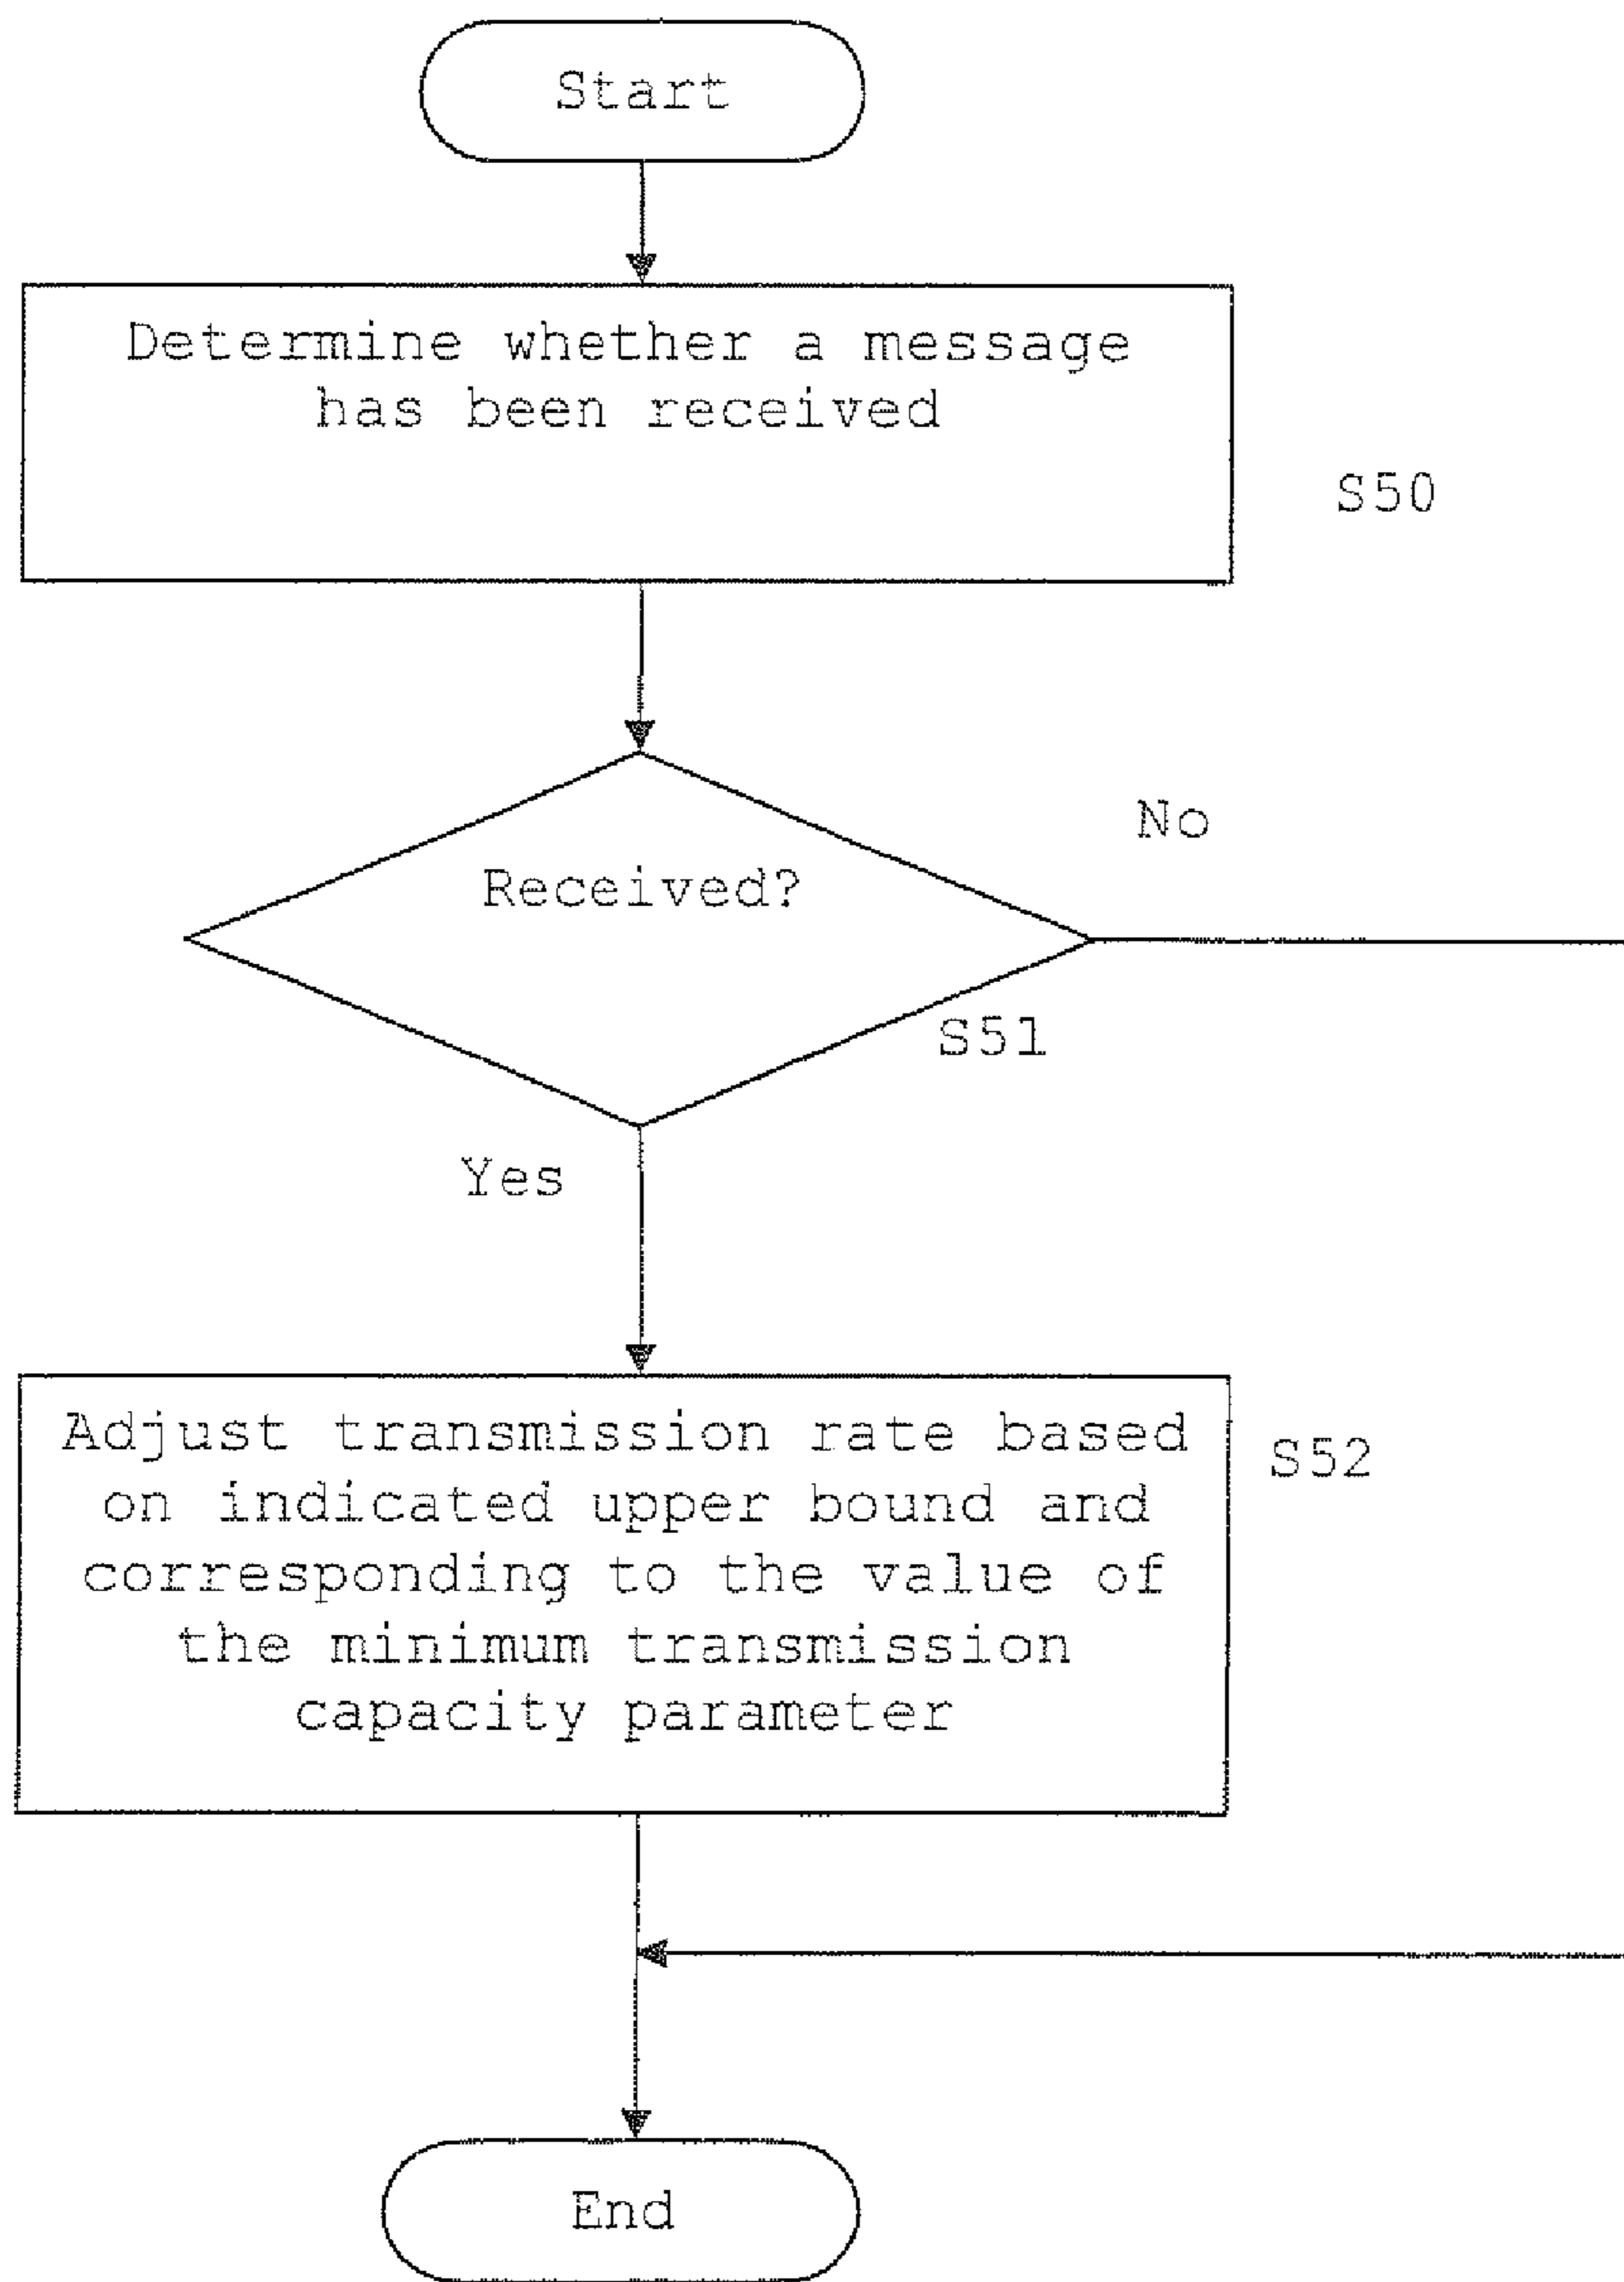 Start
Determine whether a message
has been received
S50
No
Received?
S51
Yes
Adjust transmission rate based
on indicated upper bound and
corresponding to the value of
the minimum transmission
capacity parameter
S52
End